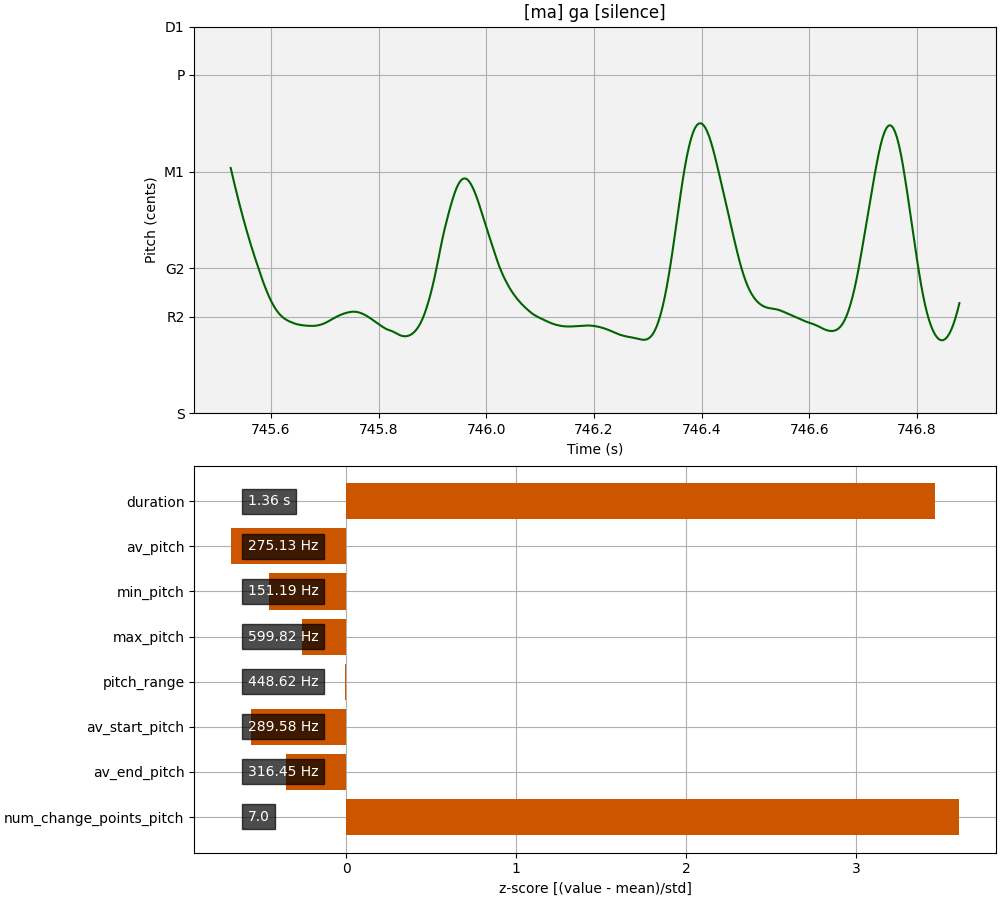 [ma] ga [silence]
D1
P
M1
G2
R2
S
Pitch (cents)
745.6 745.8 746.0 746.2 746.4 746.6 746.8
Time (s)
duration 1.36 s
av_pitch 275.13 Hz
min_pitch 151.19 Hz
max_pitch 599.82 Hz
pitch_range 448.62 Hz
av_start_pitch 289.58 Hz
av_end_pitch 316.45 Hz
num_change_points_pitch 7.0
0 1 2 3
z-score [(value - mean)/std]